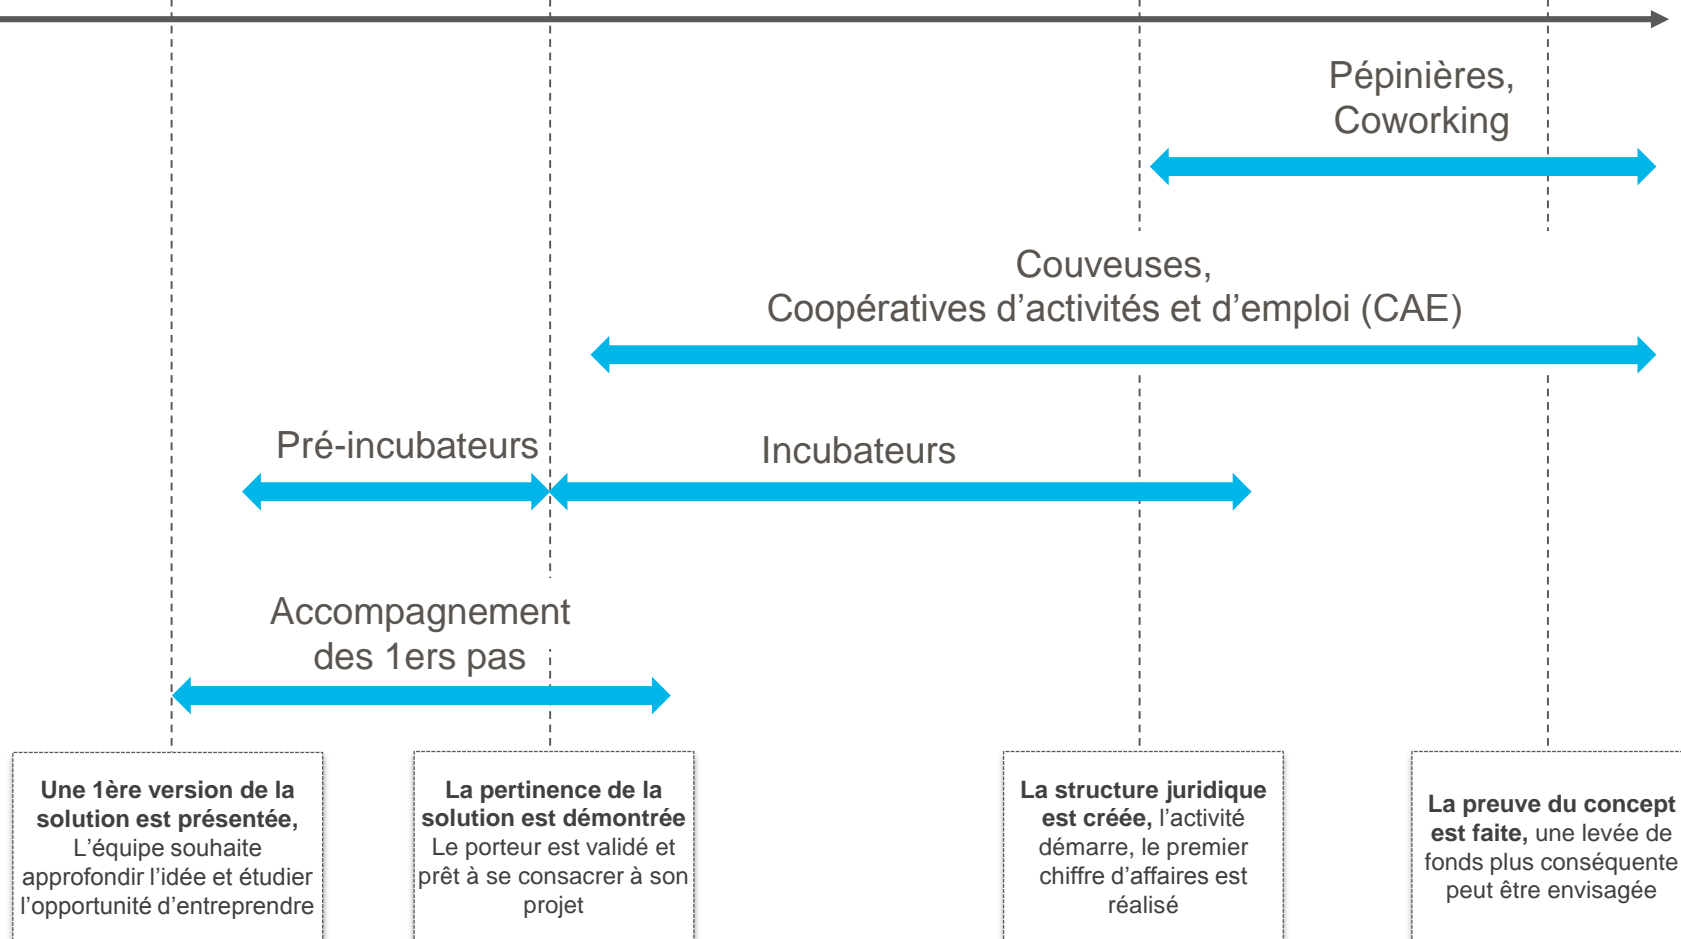 Pépinières,
Coworking
Couveuses,
Coopératives d’activités et d’emploi (CAE)
Pré-incubateurs
Incubateurs
Accompagnement
des 1ers pas
Une 1ère version de la
solution est présentée,
L’équipe souhaite
approfondir l’idée et étudier
l’opportunité d’entreprendre
La pertinence de la
solution est démontrée
Le porteur est validé et
prêt à se consacrer à son
projet
La structure juridique
est créée, l’activité
démarre, le premier
chiffre d’affaires est
réalisé
La preuve du concept
est faite, une levée de
fonds plus conséquente
peut être envisagée